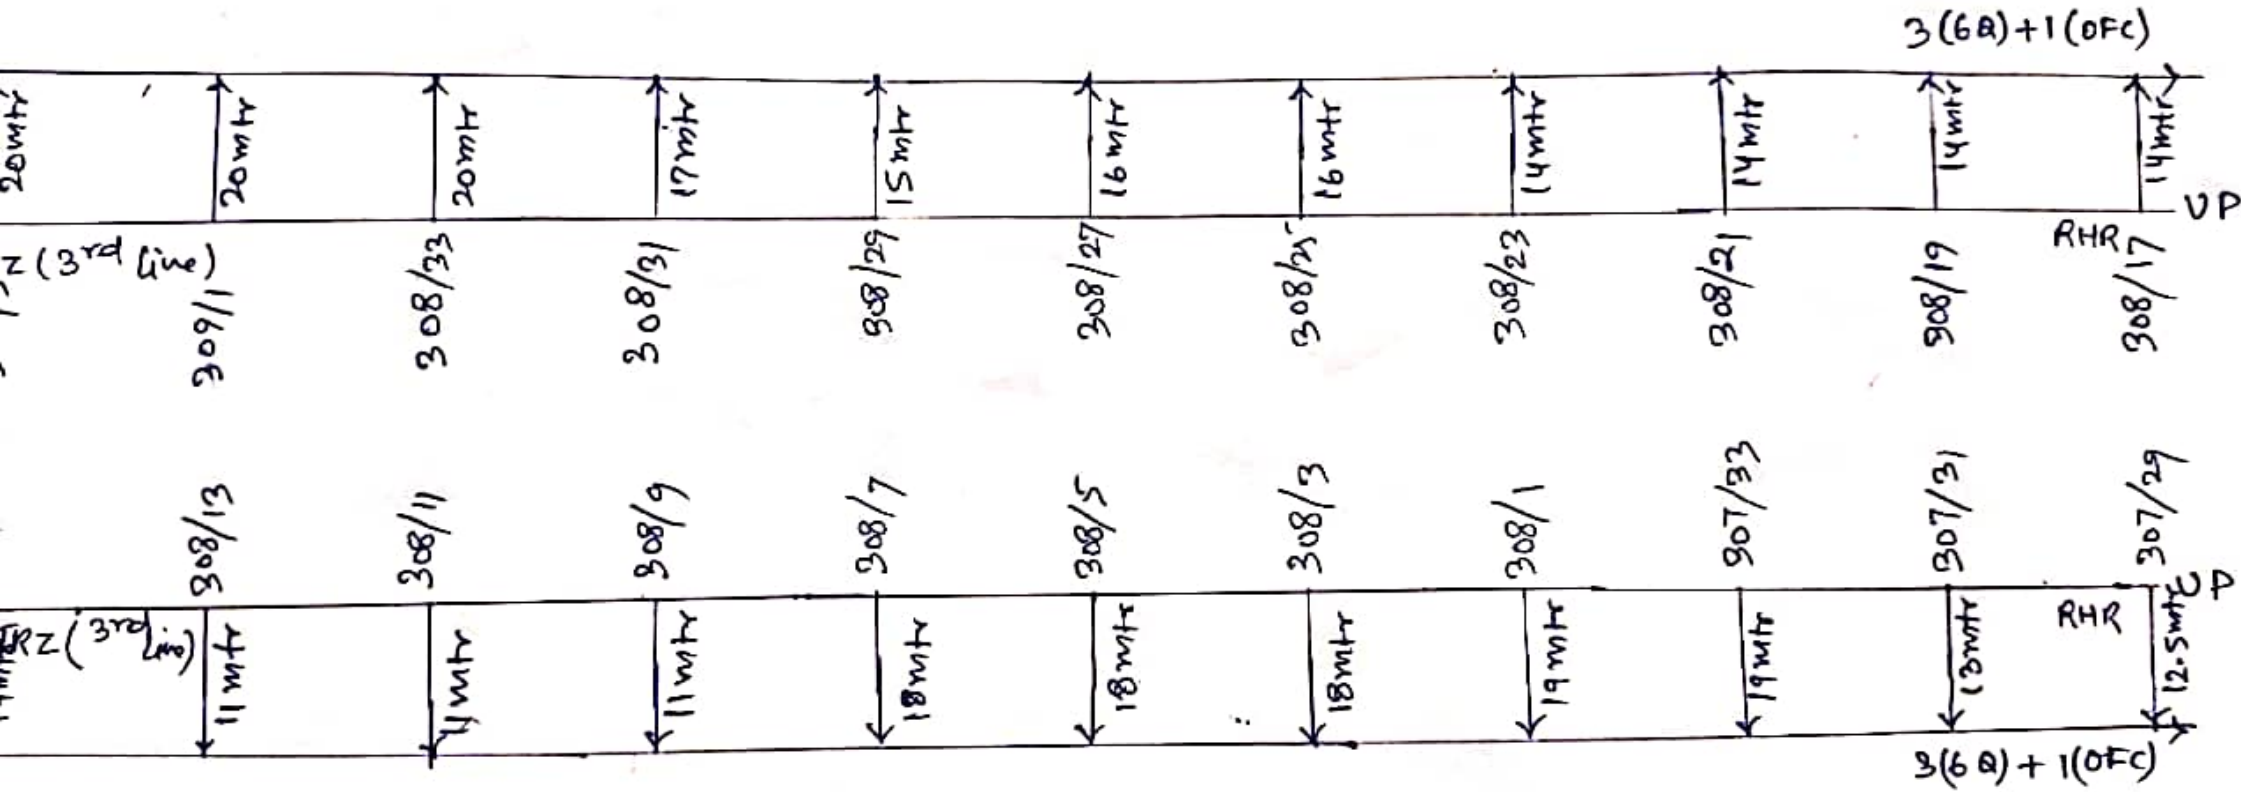 3(6Q)+1(OFC)
20mtr 20mtr 20mtr 17mtr 15mtr 16mtr 16mtr 14mtr 14mtr 14mtr 14mtr
UP
Z (3rd line) RHR
309/1 308/33 308/31 308/29 308/27 308/25 308/23 308/21 308/19 308/17
308/13 308/11 308/9 308/7 308/5 308/3 308/1 307/33 307/31 307/29
UP
RZ (3rd line) RHR
11mtr 11mtr 11mtr 18mtr 18mtr 18mtr 19mtr 19mtr 13mtr 12.5mtr
3(6Q)+1(OFC)